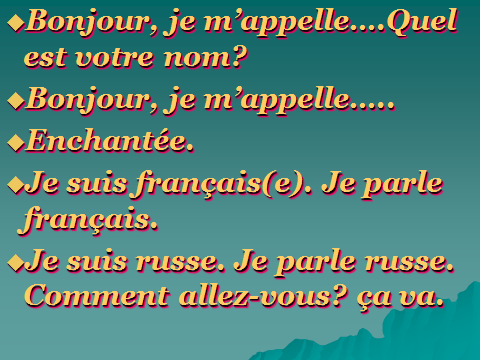 ◆Bonjour, je m’appelle….Quel
est votre nom?
◆Bonjour, je m’appelle…..
◆Enchantée.
◆Je suis français(e). Je parle
français.
◆Je suis russe. Je parle russe.
Comment allez-vous? ça va.